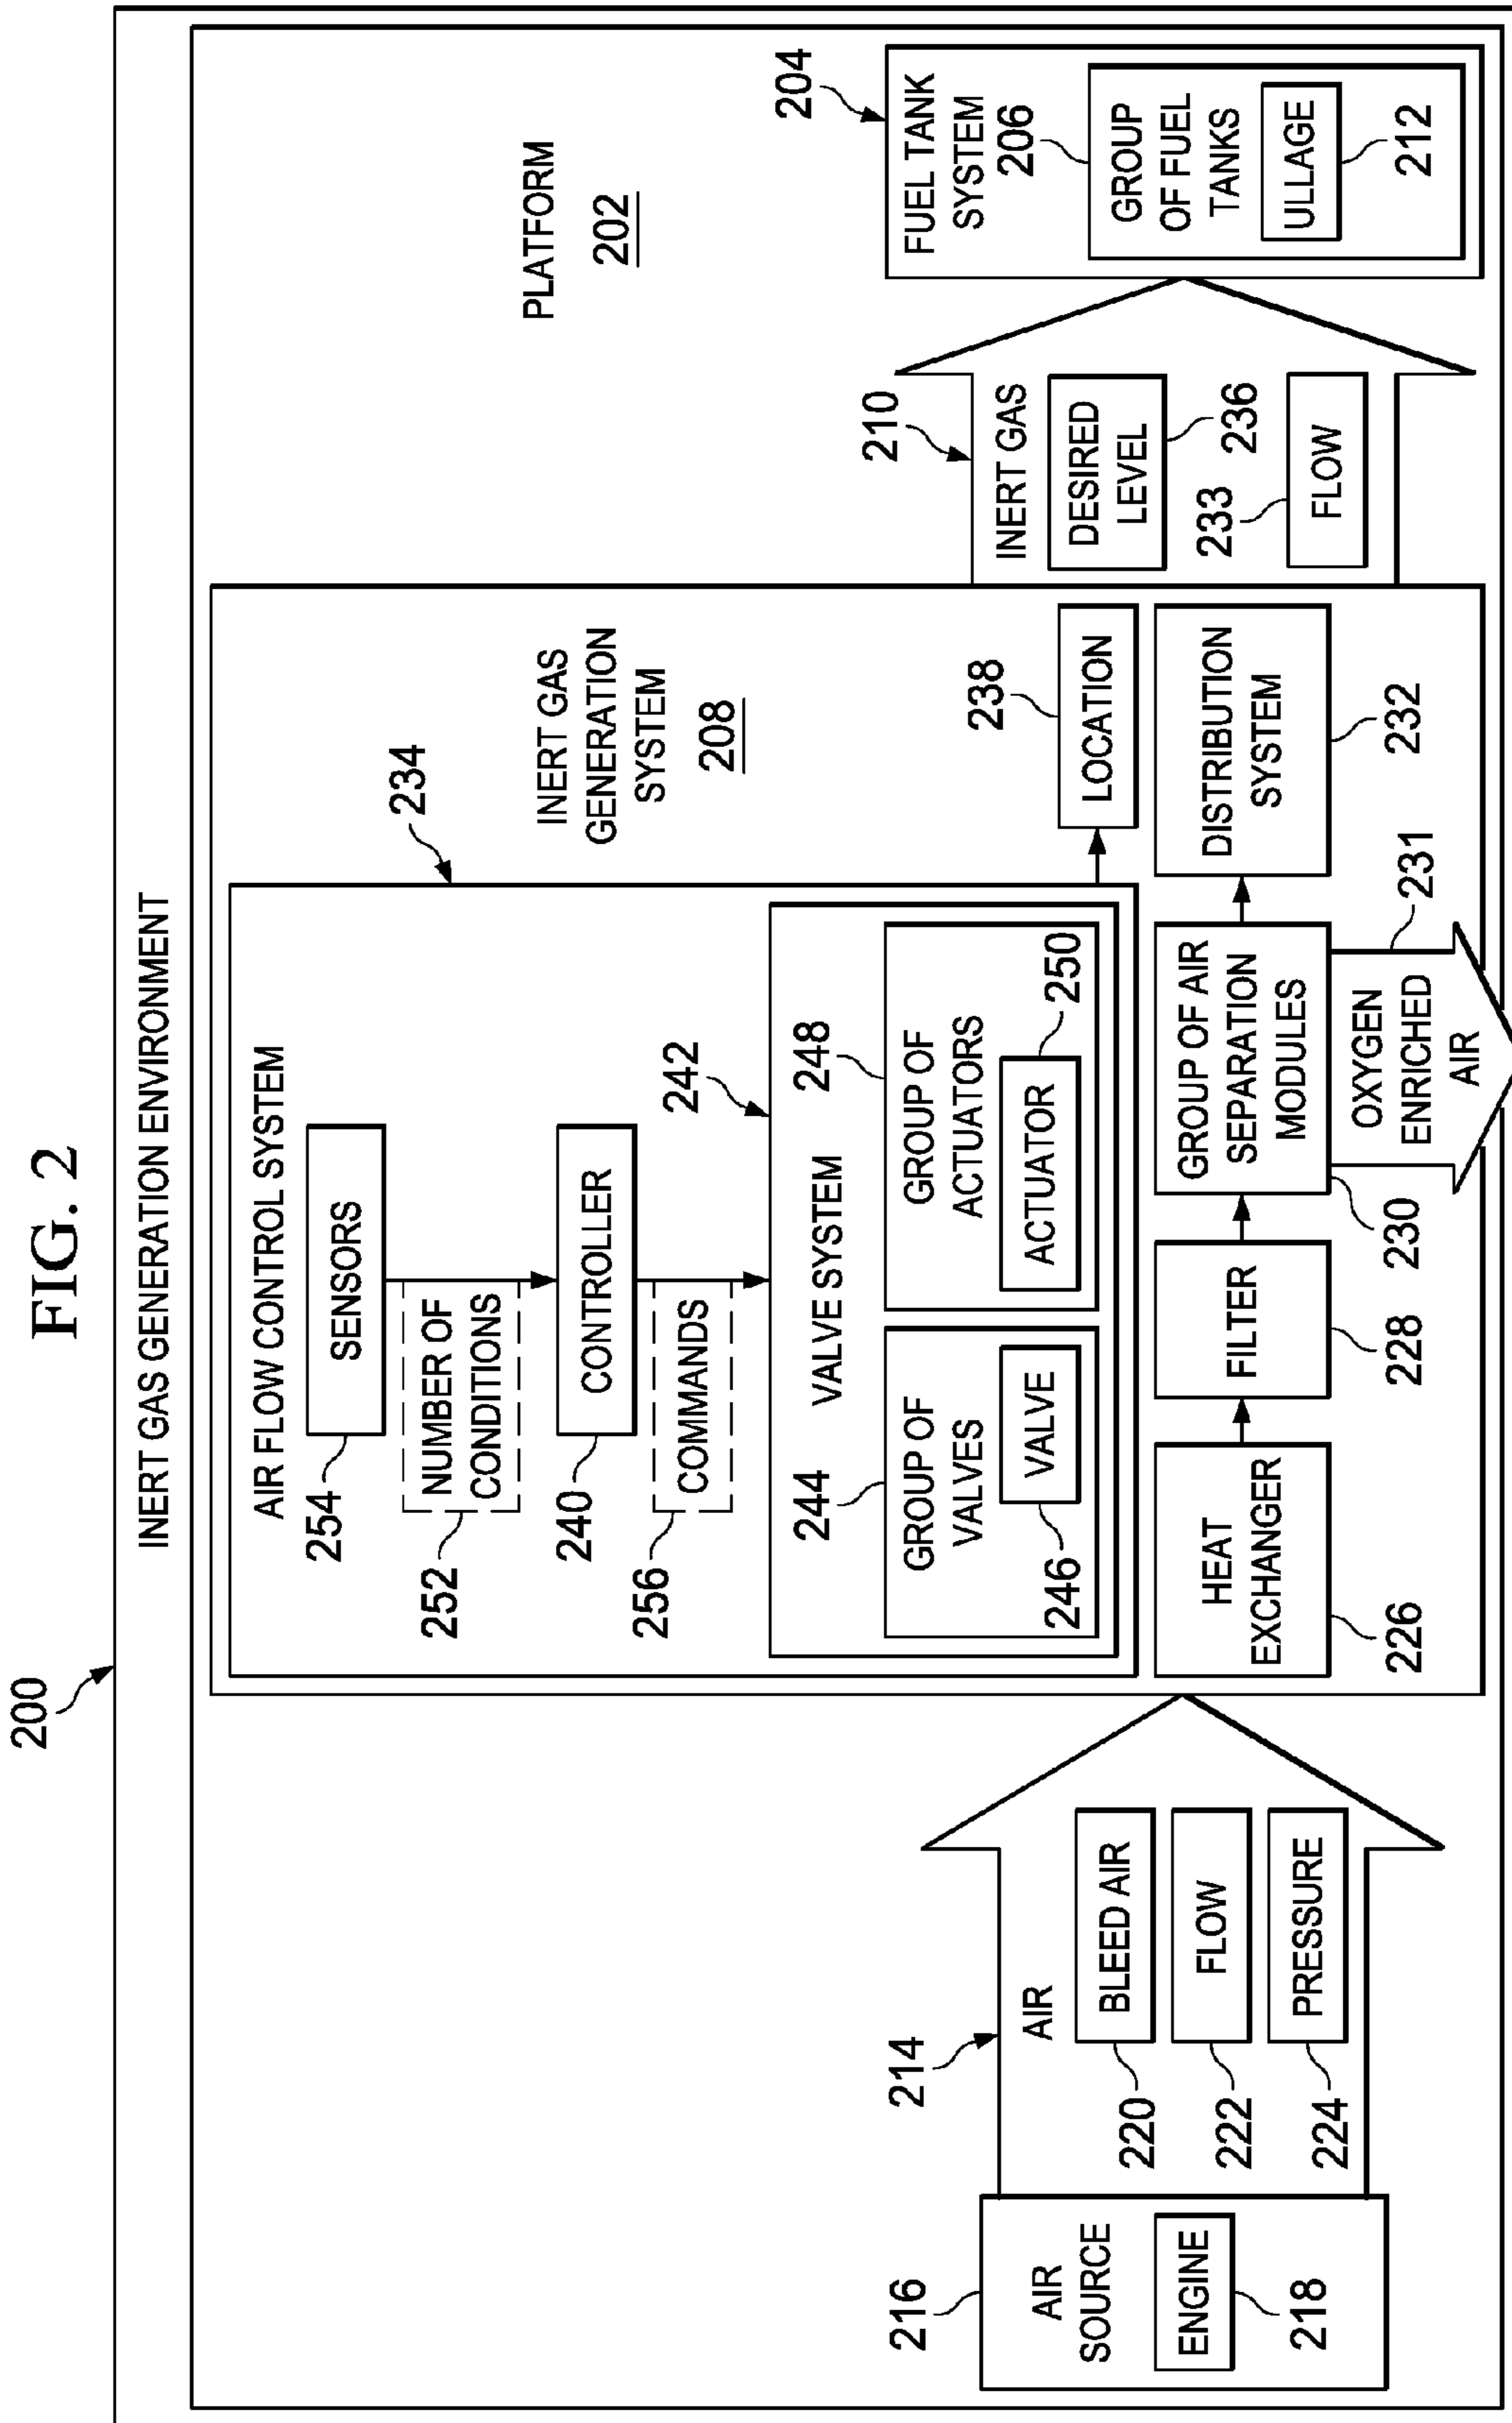 FIG. 2
200
INERT GAS GENERATION ENVIRONMENT
PLATFORM
202
234
AIR FLOW CONTROL SYSTEM
SENSORS
254
NUMBER OF
CONDITIONS
252
CONTROLLER
240
COMMANDS
256
242
VALVE SYSTEM
244
GROUP OF
VALVES
VALVE
246
248
GROUP OF
ACTUATORS
ACTUATOR
250
INERT GAS
GENERATION
SYSTEM
208
238
LOCATION
216
AIR
SOURCE
ENGINE
218
214
AIR
BLEED AIR
220
FLOW
222
PRESSURE
224
HEAT
EXCHANGER
226
FILTER
228
GROUP OF AIR
SEPARATION
MODULES
230
OXYGEN
ENRICHED
AIR
231
DISTRIBUTION
SYSTEM
232
210
INERT GAS
DESIRED
LEVEL
236
233
FLOW
204
FUEL TANK
SYSTEM
206
GROUP
OF FUEL
TANKS
ULLAGE
212